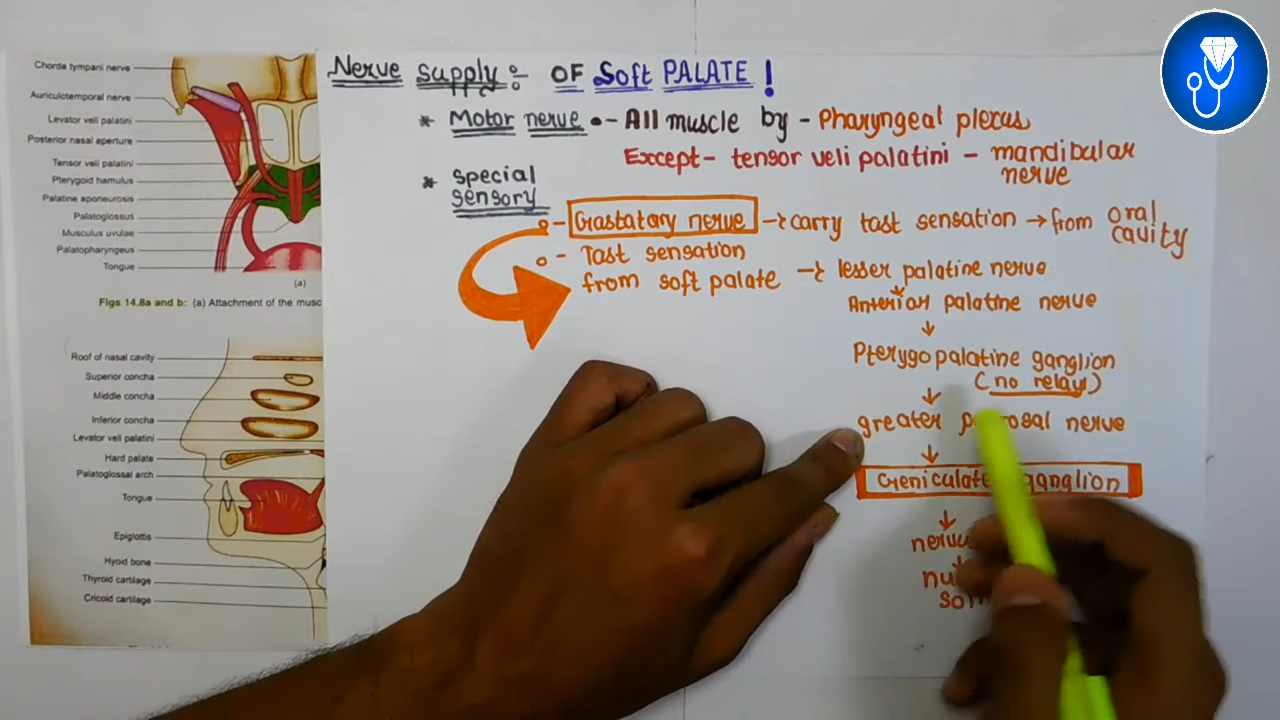 Chorda tympani nerve
Auriculotemporal nerve
Levator veli palatini
Posterior nasal aperture
Tensor veli palatini
Pterygoid hamulus
Palatine aponeurosis
Palatoglossus
Musculus uvulae
Palatopharyngeus
Tongue
(a)
Figs 14.8a and b: (a) Attachment of the musc
Roof of nasal cavity
Superior concha
Middle concha
Inferior concha
Levator veli palatini
Hard palate
Palatoglossal arch
Tongue
Epiglottis
Hyoid bone
Thyroid cartilage
Cricoid cartilage
Nerve supply :- OF Soft PALATE !
* Motor nerve •- All muscle by - Pharyngeal plexus
Except - tensor veli palatini - mandibular nerve
* special sensory
o- Grastatary nerve → carry tast sensation → from oral cavity
o - Tast sensation
from soft palate → lesser palatine nerve
↓
Anterior palatine nerve
↓
Pterygopalatine ganglion
(no relay)
↓
greater nerve
↓
Geniculate ganglion
↓